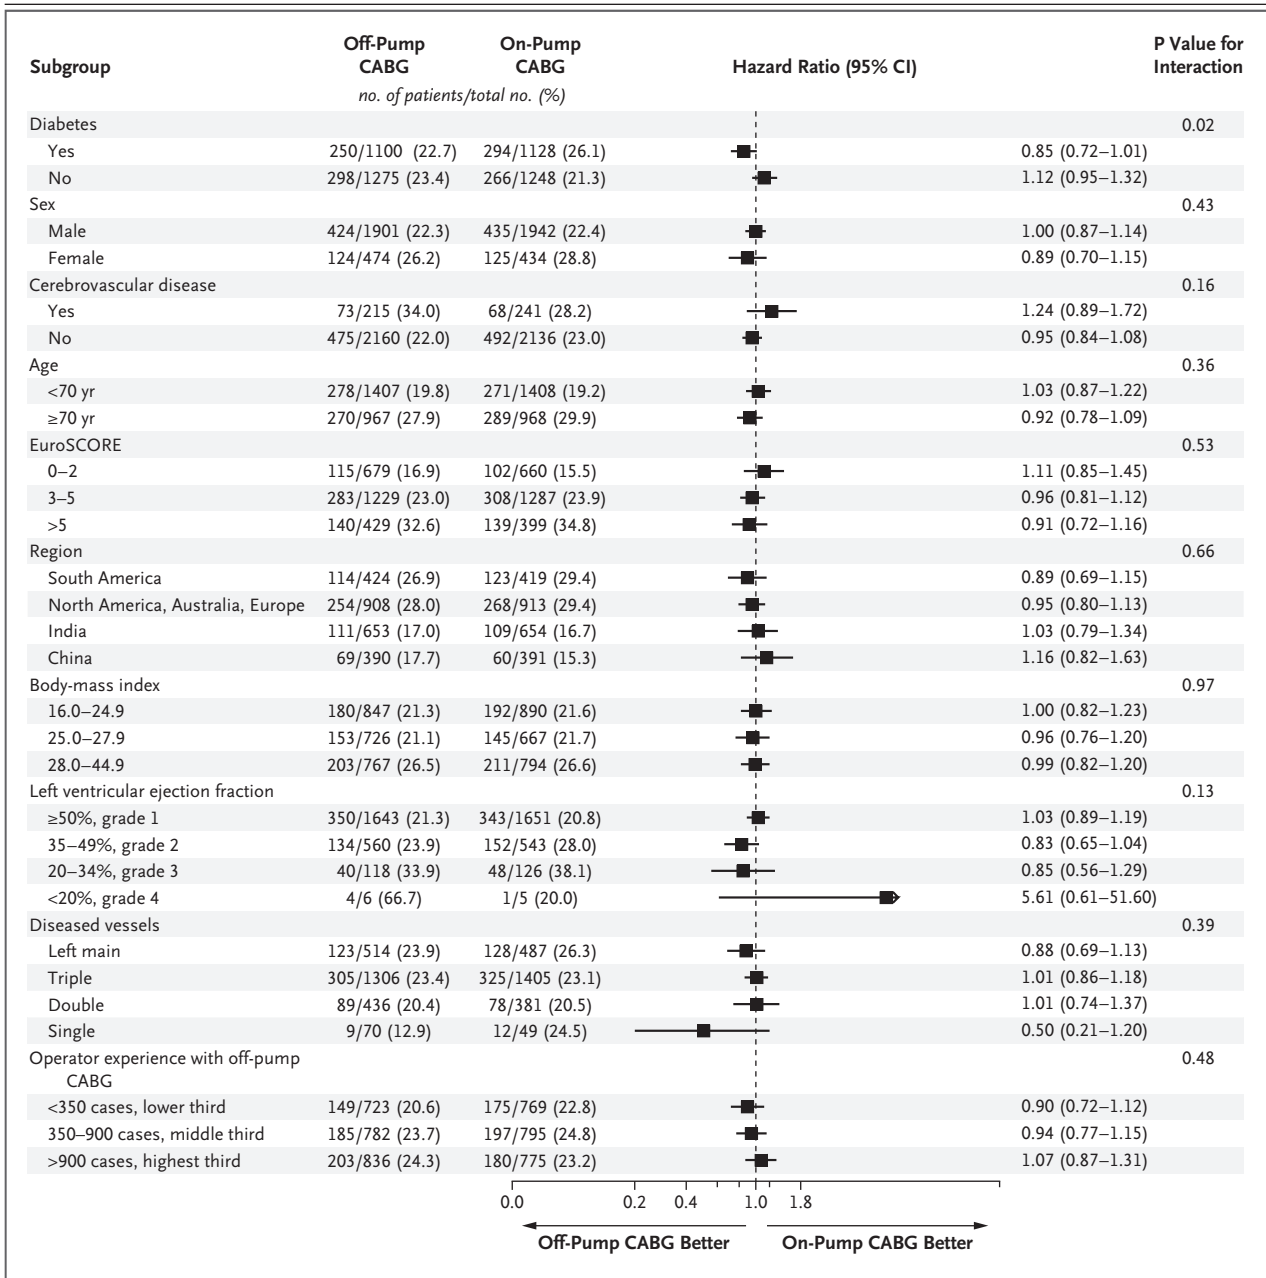 Subgroup Off-Pump CABG On-Pump CABG Hazard Ratio (95% CI) P Value for Interaction
no. of patients/total no. (%)
Diabetes 0.02
Yes 250/1100 (22.7) 294/1128 (26.1) 0.85 (0.72–1.01)
No 298/1275 (23.4) 266/1248 (21.3) 1.12 (0.95–1.32)
Sex 0.43
Male 424/1901 (22.3) 435/1942 (22.4) 1.00 (0.87–1.14)
Female 124/474 (26.2) 125/434 (28.8) 0.89 (0.70–1.15)
Cerebrovascular disease 0.16
Yes 73/215 (34.0) 68/241 (28.2) 1.24 (0.89–1.72)
No 475/2160 (22.0) 492/2136 (23.0) 0.95 (0.84–1.08)
Age 0.36
<70 yr 278/1407 (19.8) 271/1408 (19.2) 1.03 (0.87–1.22)
≥70 yr 270/967 (27.9) 289/968 (29.9) 0.92 (0.78–1.09)
EuroSCORE 0.53
0–2 115/679 (16.9) 102/660 (15.5) 1.11 (0.85–1.45)
3–5 283/1229 (23.0) 308/1287 (23.9) 0.96 (0.81–1.12)
>5 140/429 (32.6) 139/399 (34.8) 0.91 (0.72–1.16)
Region 0.66
South America 114/424 (26.9) 123/419 (29.4) 0.89 (0.69–1.15)
North America, Australia, Europe 254/908 (28.0) 268/913 (29.4) 0.95 (0.80–1.13)
India 111/653 (17.0) 109/654 (16.7) 1.03 (0.79–1.34)
China 69/390 (17.7) 60/391 (15.3) 1.16 (0.82–1.63)
Body-mass index 0.97
16.0–24.9 180/847 (21.3) 192/890 (21.6) 1.00 (0.82–1.23)
25.0–27.9 153/726 (21.1) 145/667 (21.7) 0.96 (0.76–1.20)
28.0–44.9 203/767 (26.5) 211/794 (26.6) 0.99 (0.82–1.20)
Left ventricular ejection fraction 0.13
≥50%, grade 1 350/1643 (21.3) 343/1651 (20.8) 1.03 (0.89–1.19)
35–49%, grade 2 134/560 (23.9) 152/543 (28.0) 0.83 (0.65–1.04)
20–34%, grade 3 40/118 (33.9) 48/126 (38.1) 0.85 (0.56–1.29)
<20%, grade 4 4/6 (66.7) 1/5 (20.0) 5.61 (0.61–51.60)
Diseased vessels 0.39
Left main 123/514 (23.9) 128/487 (26.3) 0.88 (0.69–1.13)
Triple 305/1306 (23.4) 325/1405 (23.1) 1.01 (0.86–1.18)
Double 89/436 (20.4) 78/381 (20.5) 1.01 (0.74–1.37)
Single 9/70 (12.9) 12/49 (24.5) 0.50 (0.21–1.20)
Operator experience with off-pump 0.48
CABG
<350 cases, lower third 149/723 (20.6) 175/769 (22.8) 0.90 (0.72–1.12)
350–900 cases, middle third 185/782 (23.7) 197/795 (24.8) 0.94 (0.77–1.15)
>900 cases, highest third 203/836 (24.3) 180/775 (23.2) 1.07 (0.87–1.31)
0.0 0.2 0.4 1.0 1.8
Off-Pump CABG Better On-Pump CABG Better